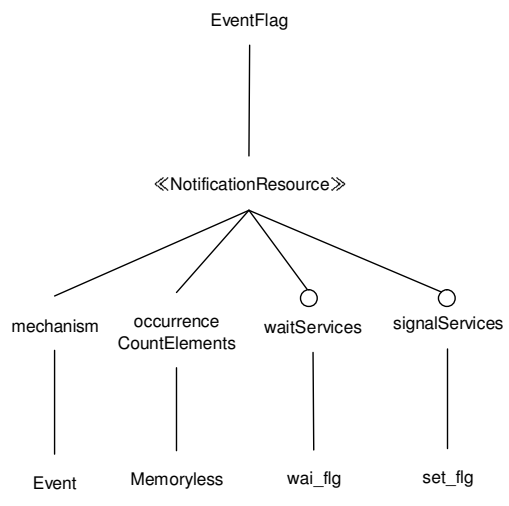 EventFlag
≪NotificationResource≫
mechanism
occurrence
CountElements
waitServices
signalServices
Event
Memoryless
wai_flg
set_flg